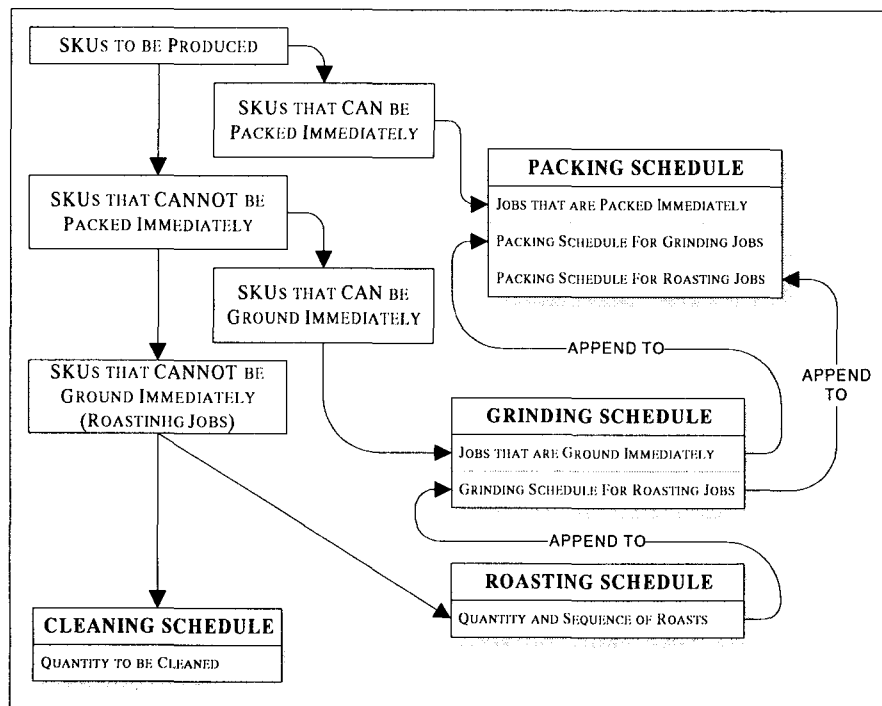 SKUs to be Produced
SKUs that CAN be
Packed Immediately
PACKING SCHEDULE
Jobs that are Packed Immediately
Packing Schedule For Grinding Jobs
Packing Schedule For Roasting Jobs
SKUs that CANNOT be
Packed Immediately
SKUs that CAN be
Ground Immediately
APPEND TO
APPEND
TO
SKUs that CANNOT be
Ground Immediately
(Roastinhg Jobs)
GRINDING SCHEDULE
Jobs that are Ground Immediately
Grinding Schedule For Roasting Jobs
APPEND TO
ROASTING SCHEDULE
Quantity and Sequence of Roasts
CLEANING SCHEDULE
Quantity to be Cleaned